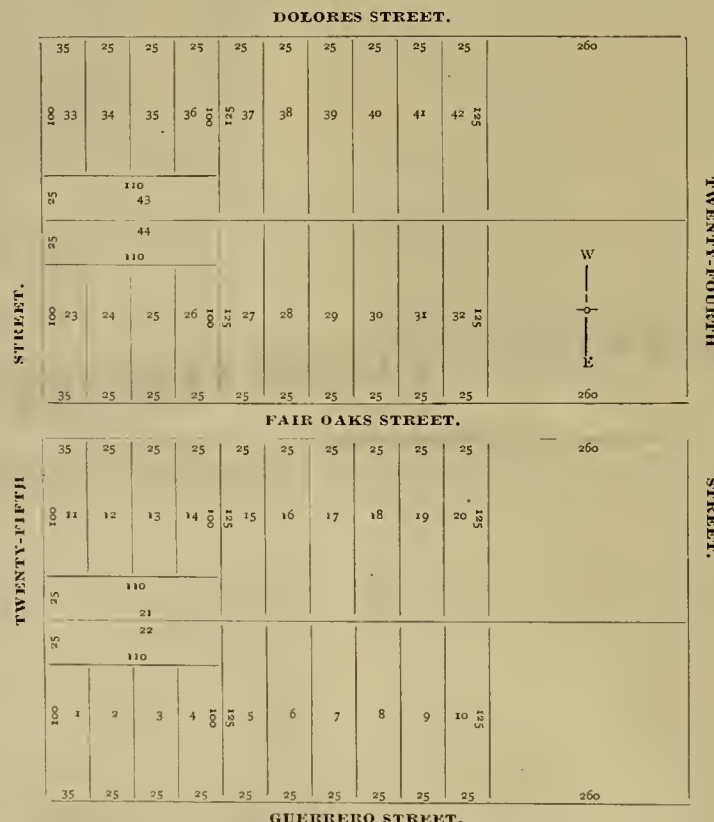 DOLORES STREET.
35 25 25 25 25 25 25 25 25 25 260
100 33 34 35 36 100 125 37 38 39 40 41 42 125
110
25 43
25 44
110
100 23 24 25 26 100 125 27 28 29 30 31 32 125
W
E
35 25 25 25 25 25 25 25 25 25 260
FAIR OAKS STREET.
35 25 25 25 25 25 25 25 25 25 260
100 11 12 13 14 100 125 15 16 17 18 19 20 125
110
25 21
25 22
110
100 1 2 3 4 100 125 5 6 7 8 9 10 125
35 25 25 25 25 25 25 25 25 25 260
GUERRERO STREET.
TWENTY-FIFTH STREET.
TWENTY-FOURTH STREET.